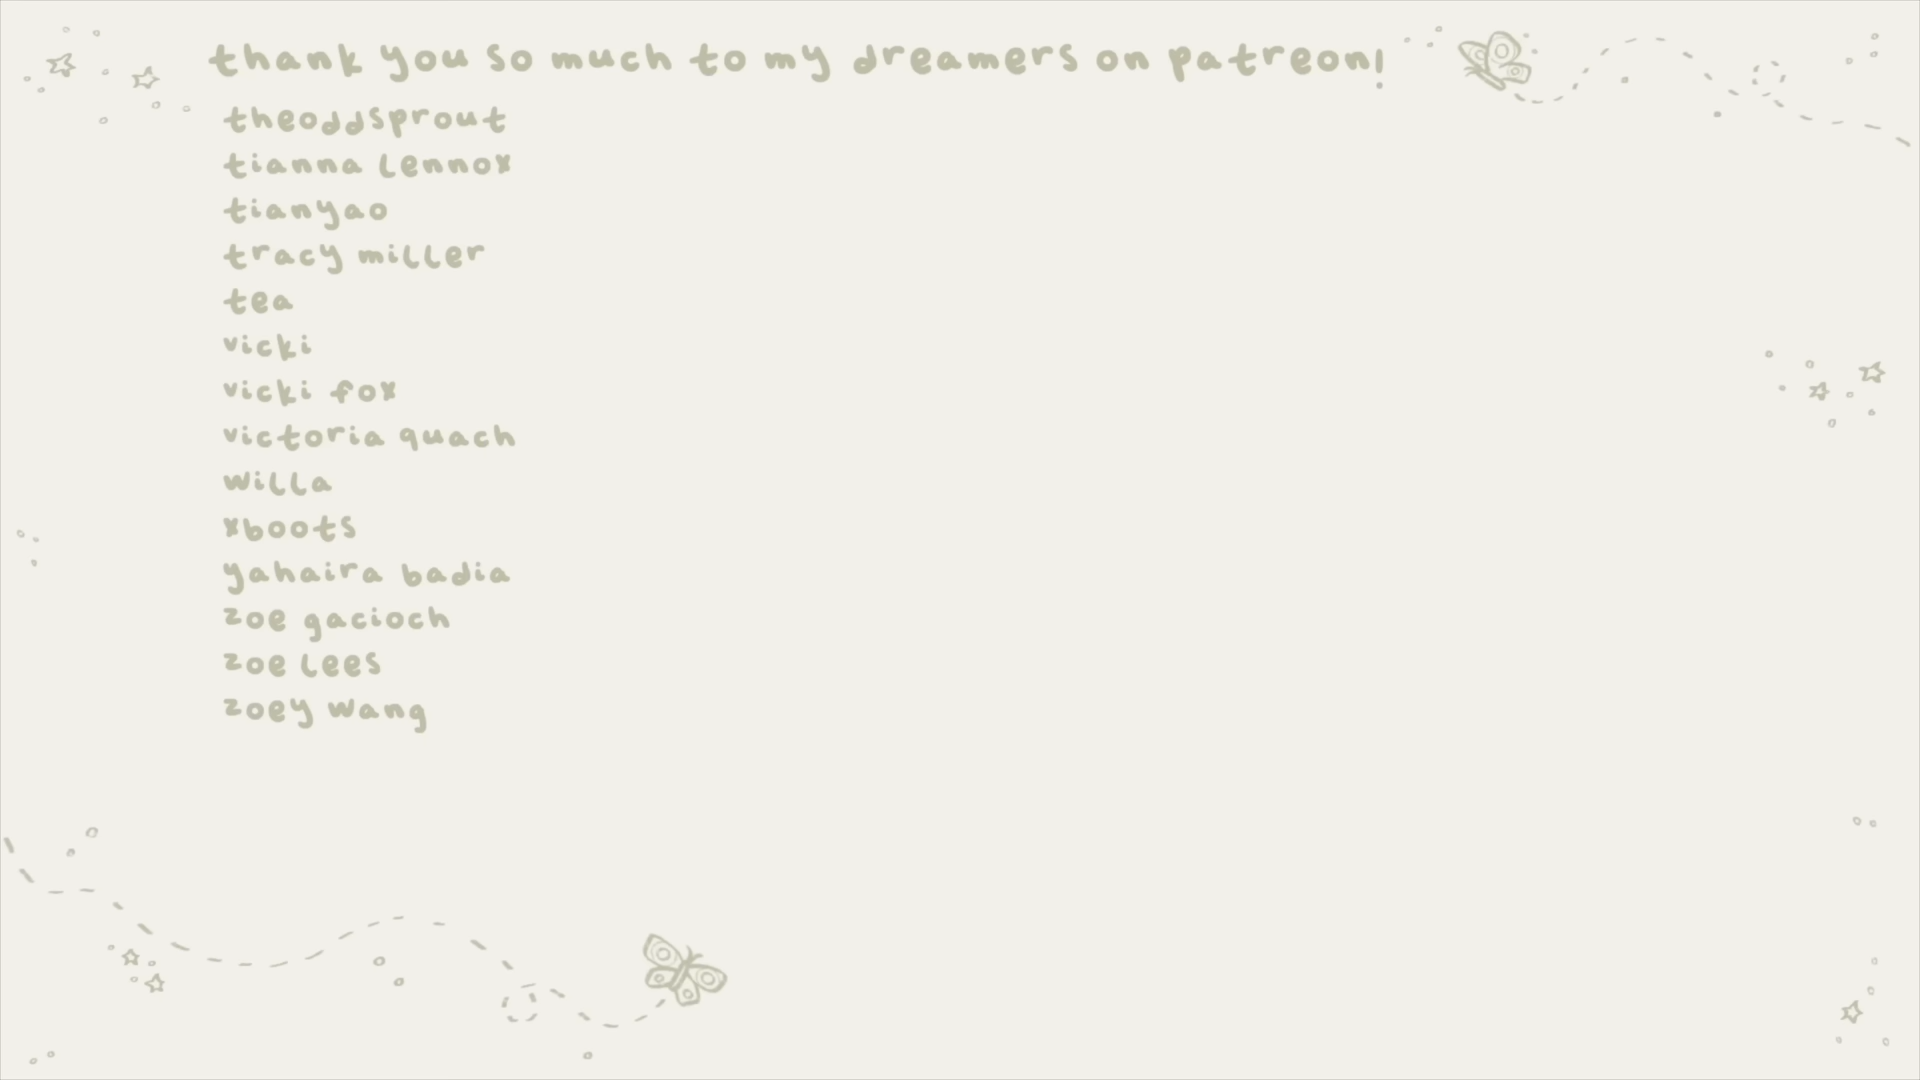 thank you so much to my dreamers on patreon!
theoddsprout
tianna lennox
tianyao
tracy miller
tea
vicki
vicki fox
victoria quach
willa
xboots
yahaira badia
zoe gacioch
zoe lees
zoey wang